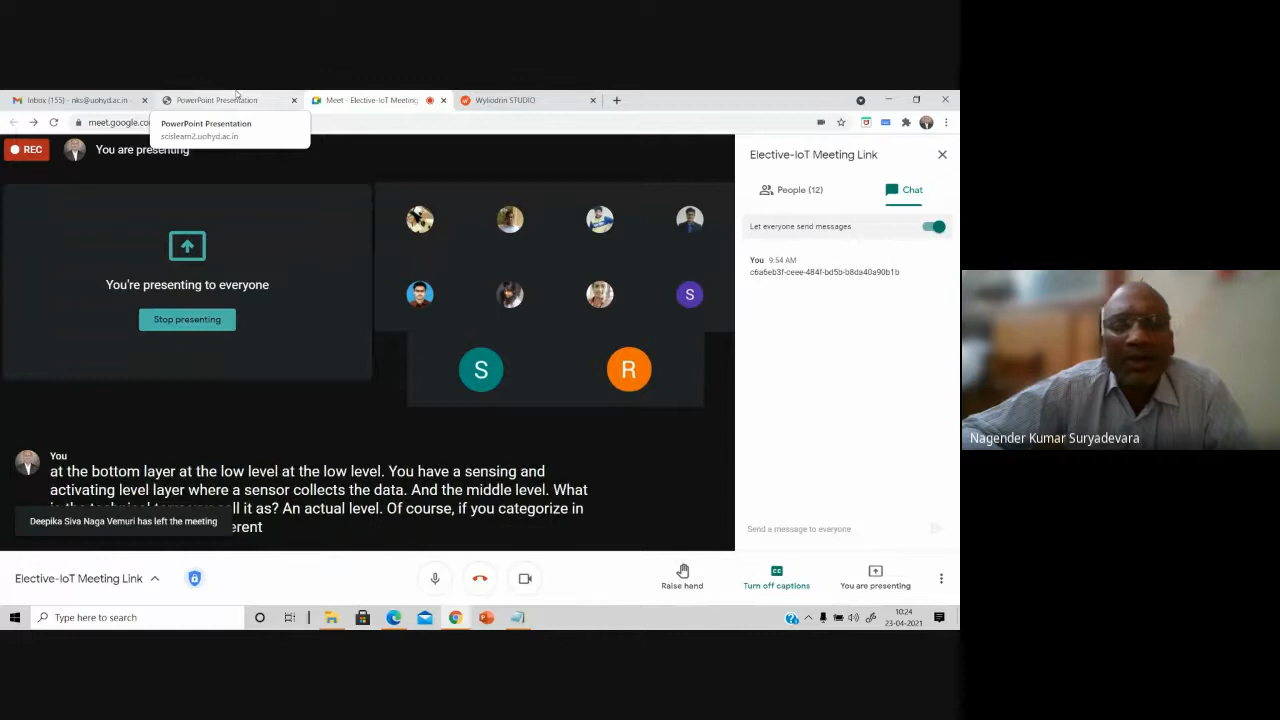 Inbox (155) - nks@uohyd.ac.in
PowerPoint Presentation
Meet - Elective-IoT Meeting
Wyliodrin STUDIO
meet.google.co
PowerPoint Presentation
scislearn2.uohyd.ac.in
REC
You are presenting
You're presenting to everyone
Stop presenting
S
S
R
Elective-IoT Meeting Link
People (12)
Chat
Let everyone send messages
You 9:54 AM
c6a6eb3f-ceee-484f-bd5b-b8da40a90b1b
Send a message to everyone
Nagender Kumar Suryadevara
You
at the bottom layer at the low level at the low level. You have a sensing and
activating level layer where a sensor collects the data. And the middle level. What
it as? An actual level. Of course, if you categorize in
Deepika Siva Naga Vemuri has left the meeting
erent
Elective-IoT Meeting Link
Raise hand
CC
Turn off captions
You are presenting
Type here to search
10:24
23-04-2021